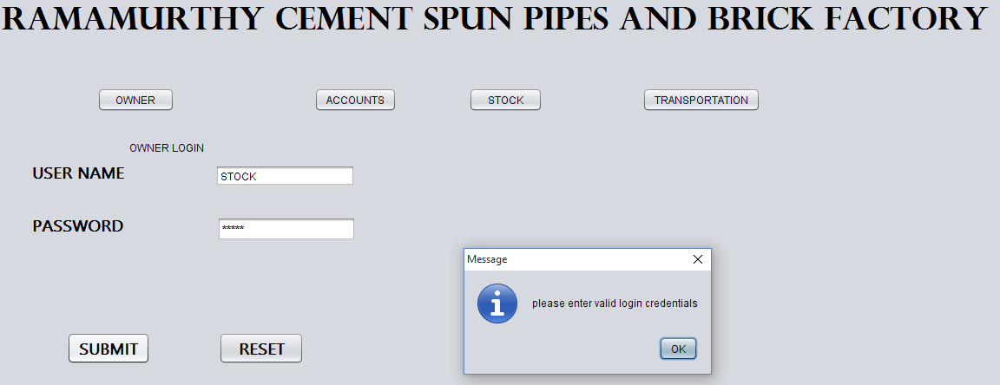 RAMAMURTHY CEMENT SPUN PIPES AND BRICK FACTORY
OWNER ACCOUNTS STOCK TRANSPORTATION
OWNER LOGIN
USER NAME STOCK
PASSWORD *****
Message
please enter valid login credentials
OK
SUBMIT RESET